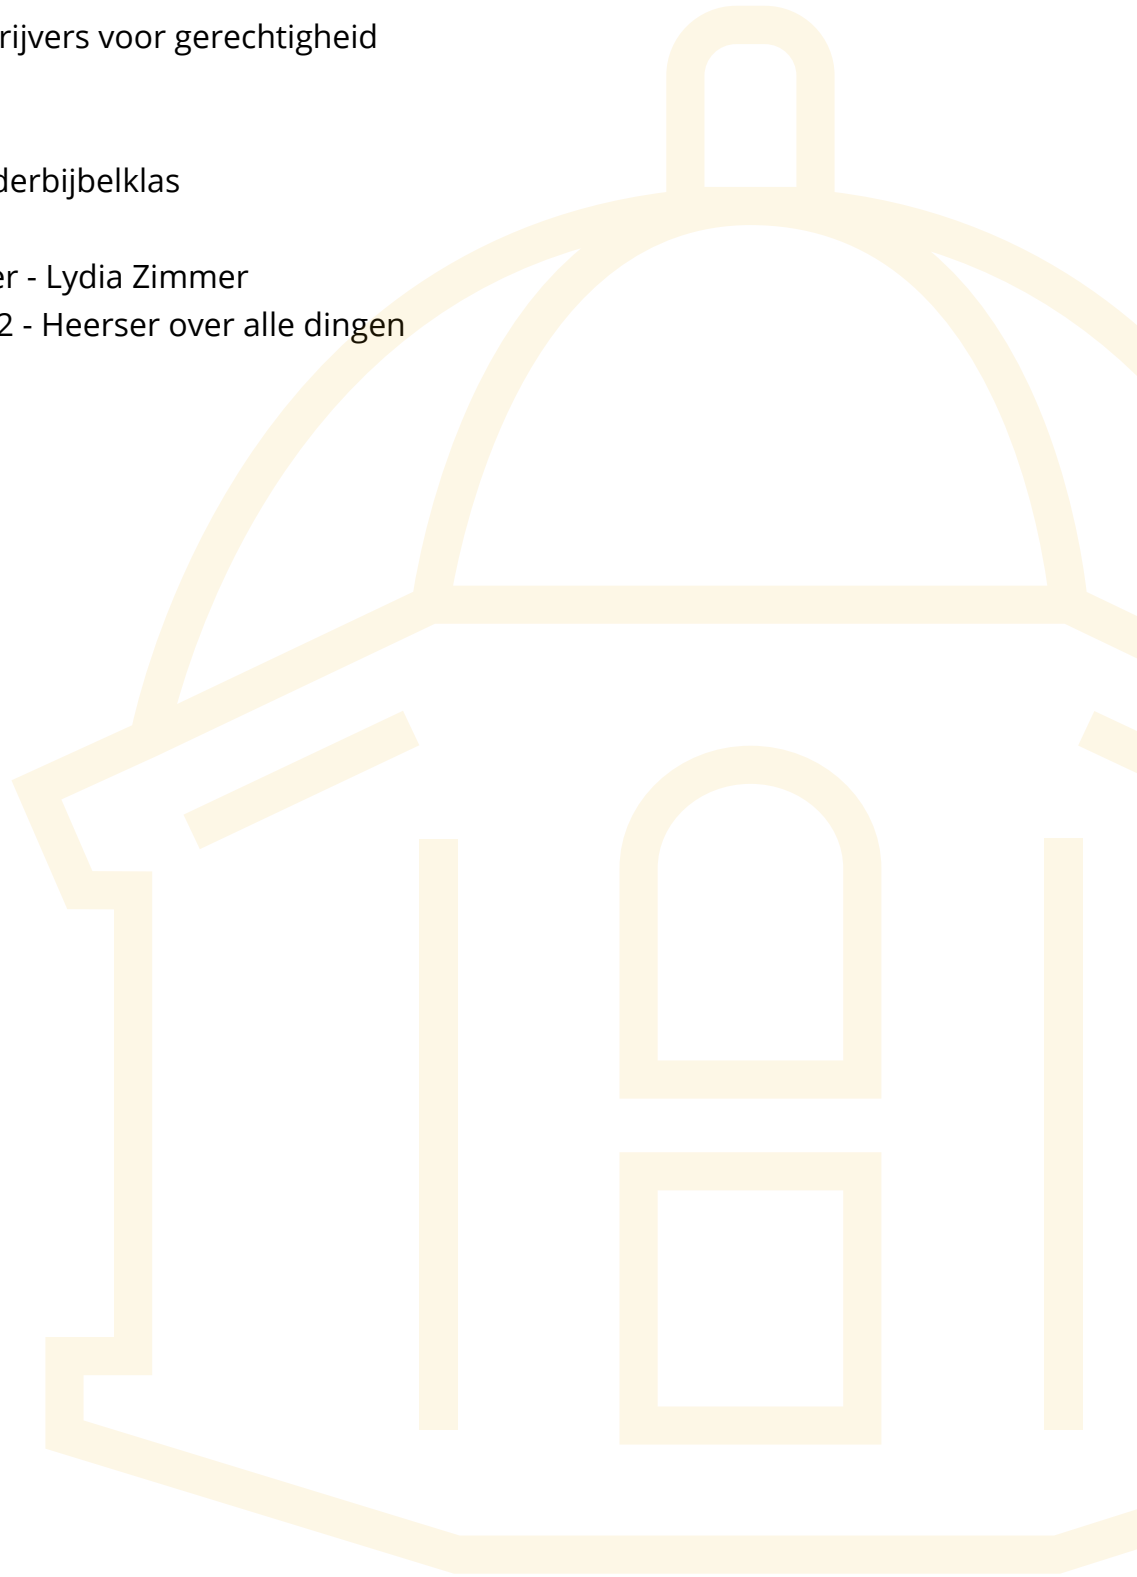 rijvers voor gerechtigheid
derbijbelklas
er - Lydia Zimmer
2 - Heerser over alle dingen